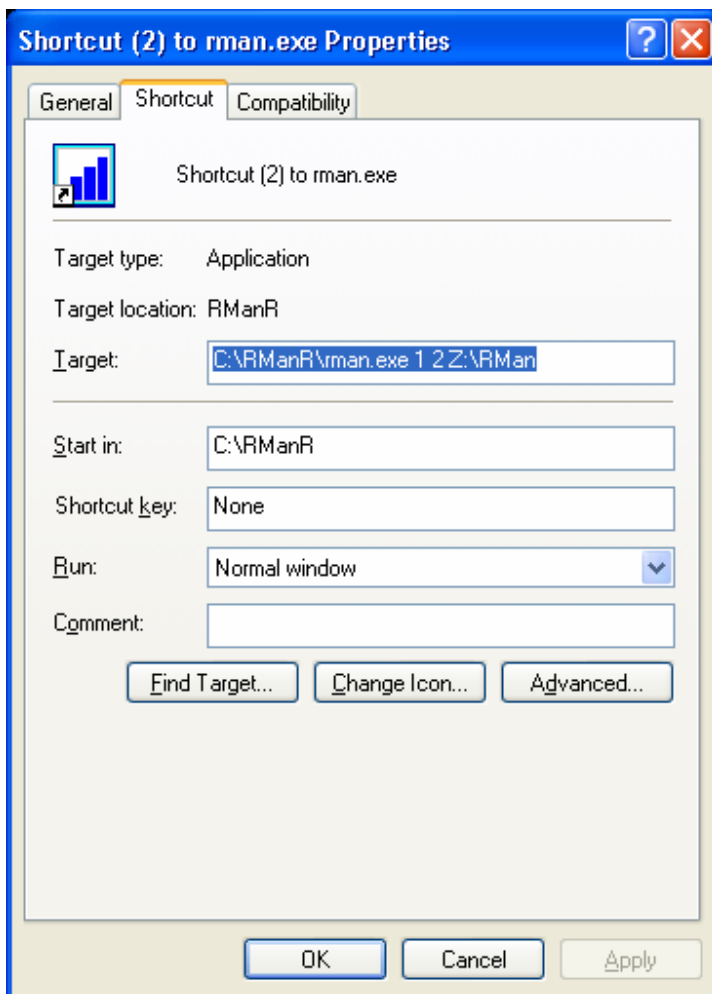 Shortcut (2) to rman.exe Properties
General Shortcut Compatibility
Shortcut (2) to rman.exe
Target type: Application
Target location: RManR
Target: C:\RManR\rman.exe 1 2 Z:\RMan
Start in: C:\RManR
Shortcut key: None
Run: Normal window
Comment:
Find Target... Change Icon... Advanced...
OK Cancel Apply